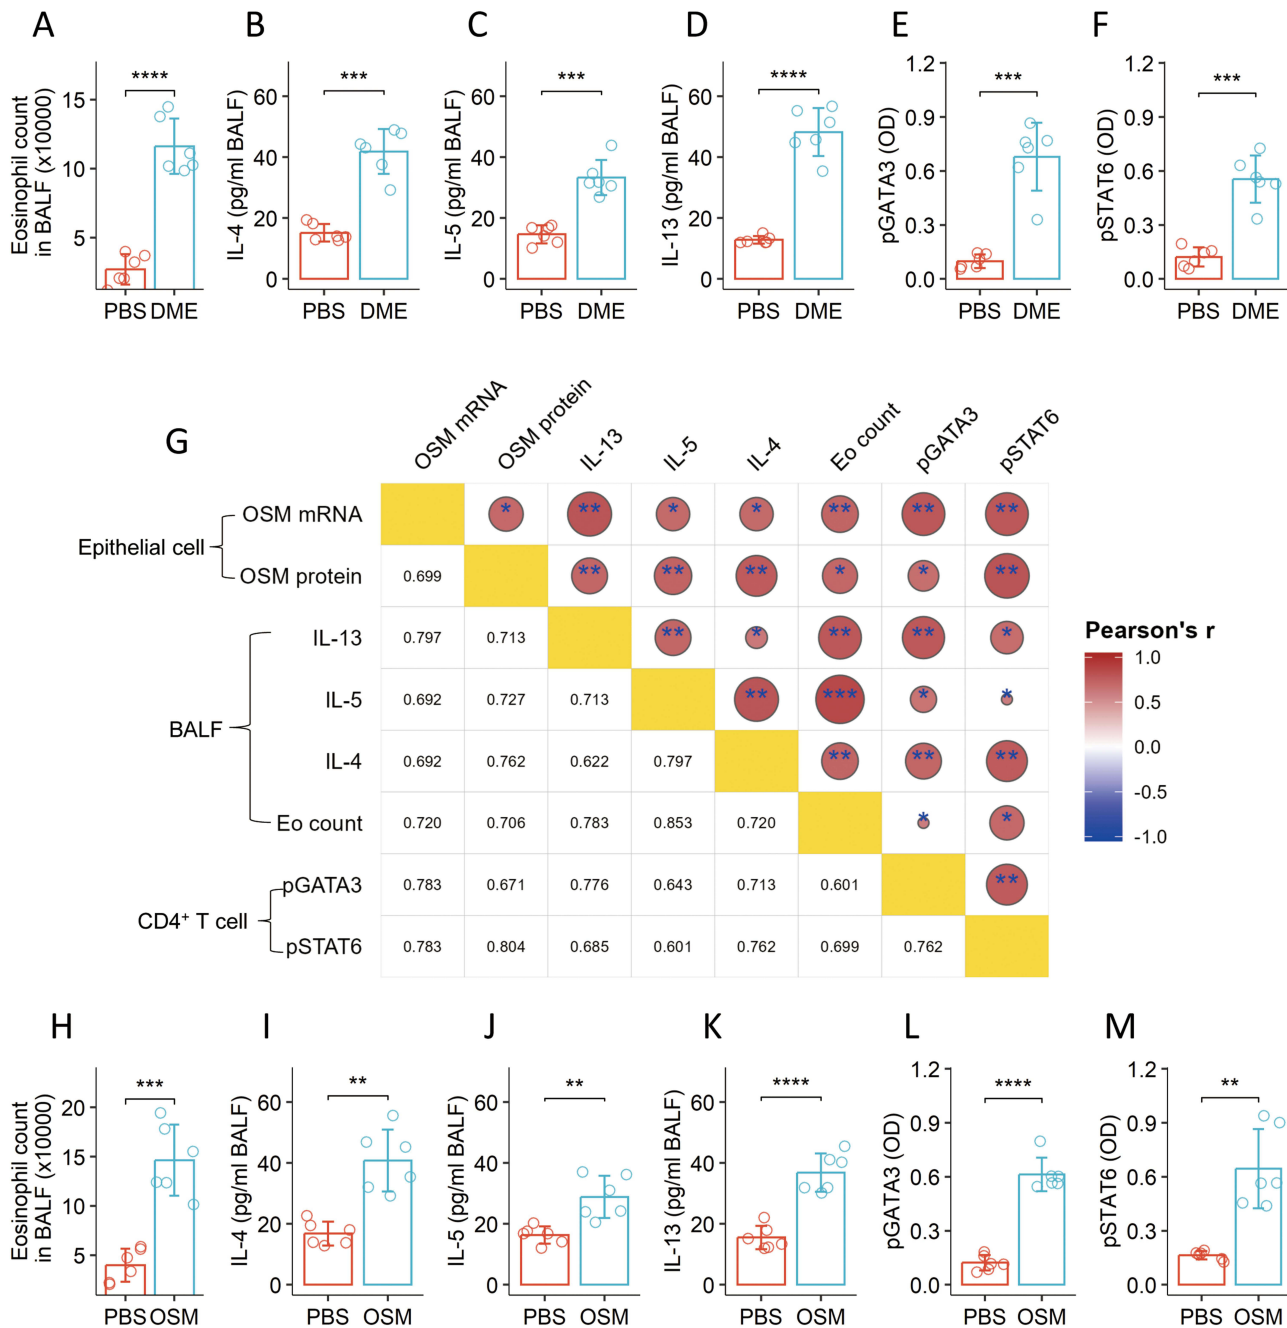 A
B
C
D
E
F
Eosinophil count
in BALF (x10000)
15
10
5
****
PBS DME
IL-4 (pg/ml BALF)
60
40
20
0
***
PBS DME
IL-5 (pg/ml BALF)
60
40
20
0
***
PBS DME
IL-13 (pg/ml BALF)
60
40
20
0
****
PBS DME
pGATA3 (OD)
1.2
0.9
0.6
0.3
0.0
***
PBS DME
pSTAT6 (OD)
1.2
0.9
0.6
0.3
0.0
***
PBS DME
G
OSM mRNA
OSM protein
IL-13
IL-5
IL-4
Eo count
pGATA3
pSTAT6
Epithelial cell
BALF
CD4⁺ T cell
OSM mRNA * ** * * ** ** **
OSM protein 0.699 ** ** ** * * **
IL-13 0.797 0.713 ** * ** ** *
IL-5 0.692 0.727 0.713 ** *** * *
IL-4 0.692 0.762 0.622 0.797 ** ** **
Eo count 0.720 0.706 0.783 0.853 0.720 * *
pGATA3 0.783 0.671 0.776 0.643 0.713 0.601 **
pSTAT6 0.783 0.804 0.685 0.601 0.762 0.699 0.762
Pearson's r
1.0
0.5
0.0
-0.5
-1.0
H
I
J
K
L
M
Eosinophil count
in BALF (x10000)
20
15
10
5
***
PBS OSM
IL-4 (pg/ml BALF)
60
40
20
0
**
PBS OSM
IL-5 (pg/ml BALF)
60
40
20
0
**
PBS OSM
IL-13 (pg/ml BALF)
60
40
20
0
****
PBS OSM
pGATA3 (OD)
1.2
0.9
0.6
0.3
0.0
****
PBS OSM
pSTAT6 (OD)
1.2
0.9
0.6
0.3
0.0
**
PBS OSM